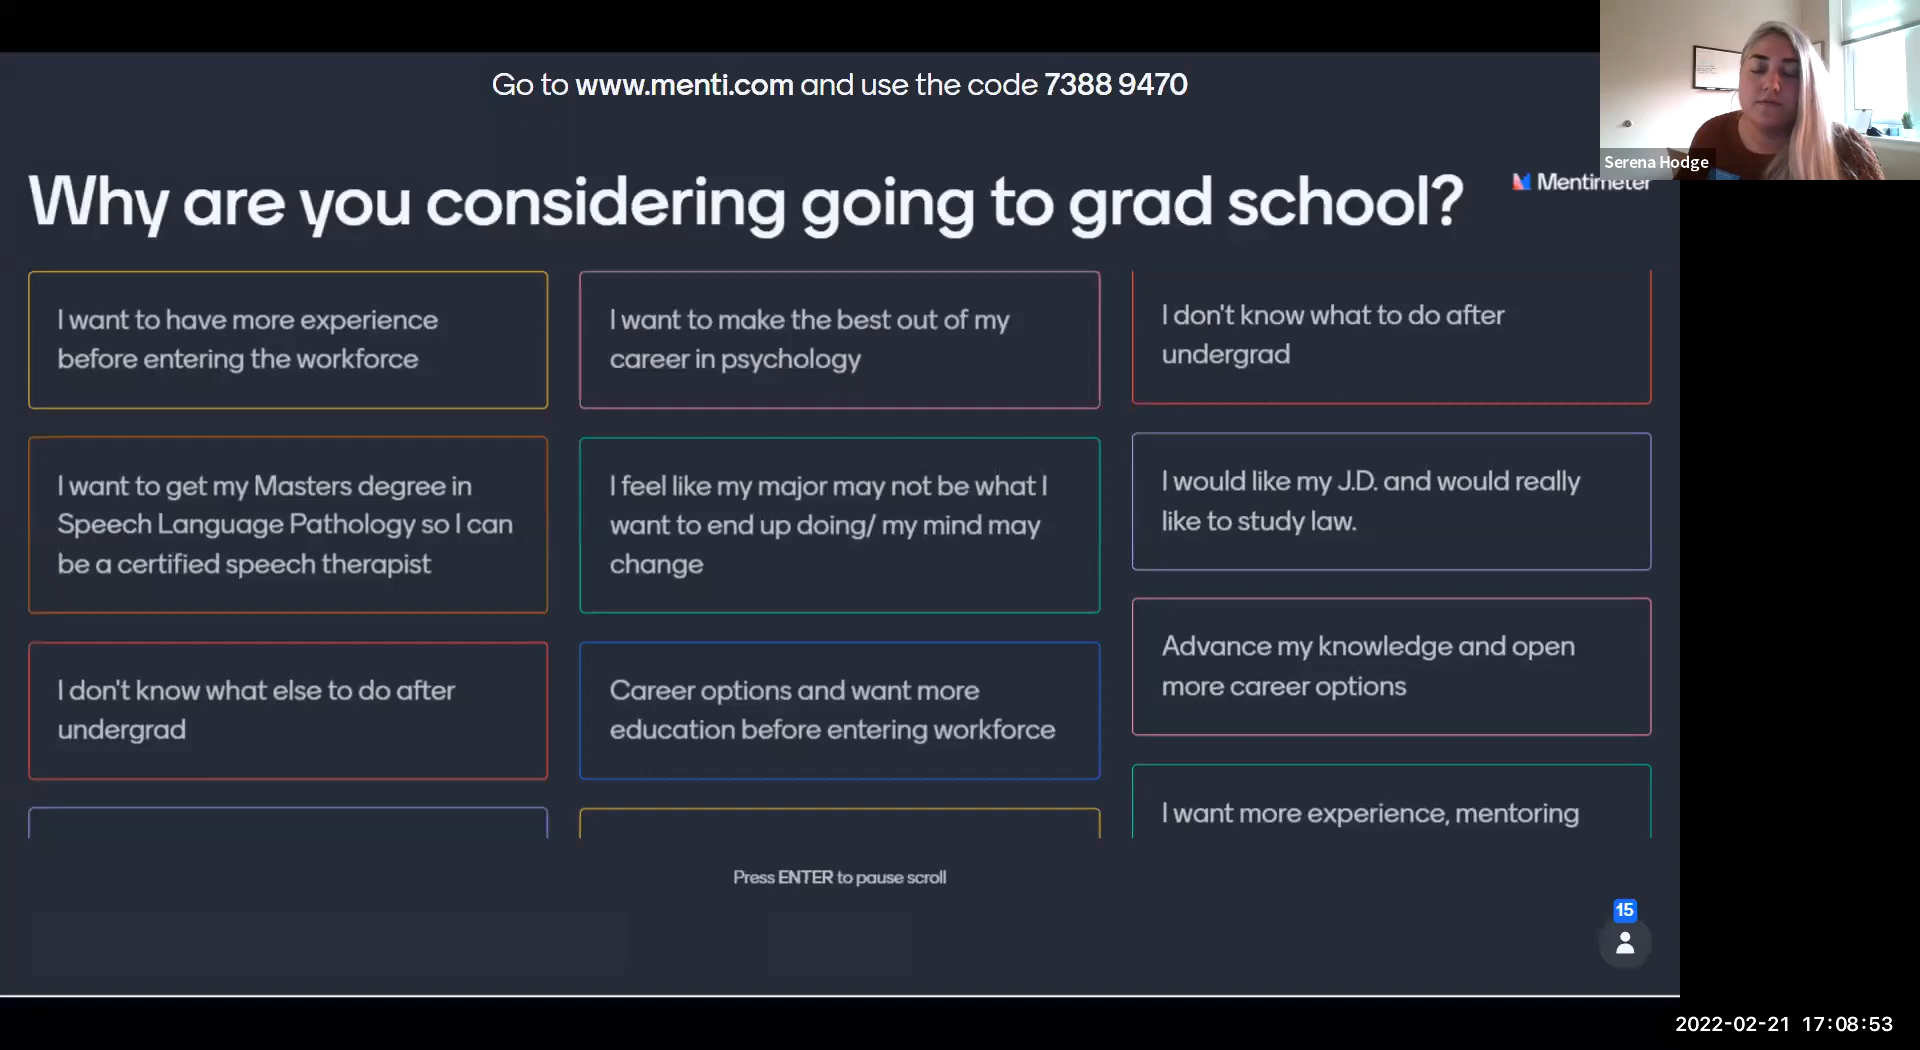 Go to www.menti.com and use the code 7388 9470
Serena Hodge
Why are you considering going to grad school?
Mentimeter
I want to have more experience
before entering the workforce
I want to get my Masters degree in
Speech Language Pathology so I can
be a certified speech therapist
I don't know what else to do after
undergrad
I want to make the best out of my
career in psychology
I feel like my major may not be what I
want to end up doing/ my mind may
change
Career options and want more
education before entering workforce
I don't know what to do after
undergrad
I would like my J.D. and would really
like to study law.
Advance my knowledge and open
more career options
I want more experience, mentoring
Press ENTER to pause scroll
15
2022-02-21 17:08:53